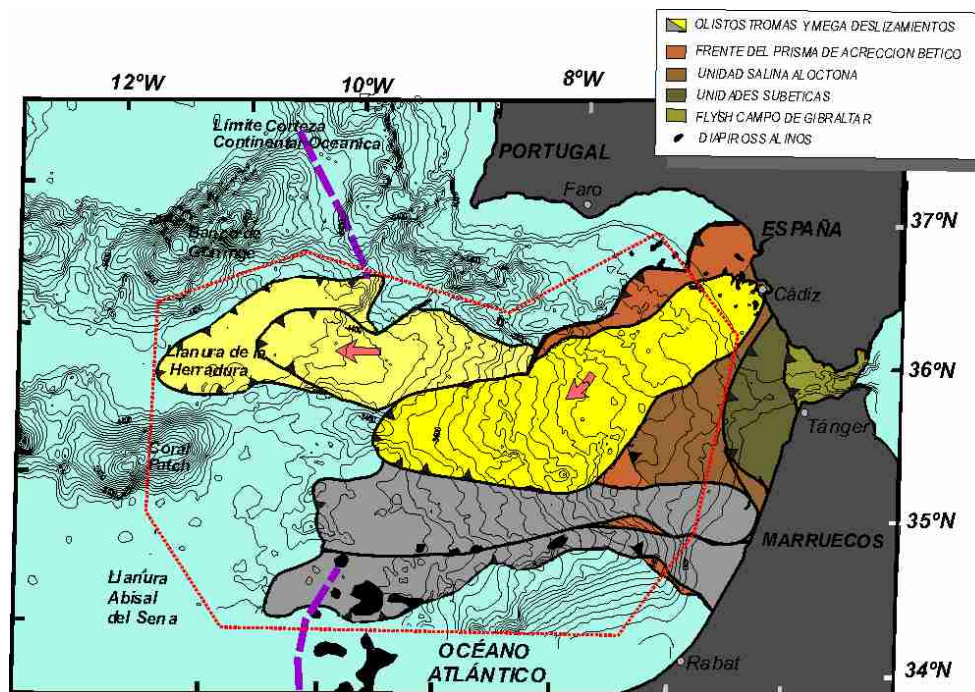 OLISTOSTROMAS Y MEGA DESLIZAMIENTOS
FRENTE DEL PRISMA DE ACRECCION BETICO
UNIDAD SALINA ALOCTONA
UNIDADES SUBETICAS
FLYSH CAMPO DE GIBRALTAR
DIAPIROS SALINOS
12ºW
10ºW
8ºW
Límite Corteza
Continental-Oceanica
PORTUGAL
Faro
37ºN
ESPAÑA
Banco de
Gorringe
Cádiz
Llanura de la
Herradura
36ºN
Tánger
Coral
Patch
35ºN
MARRUECOS
Llanura
Abisal
del Sena
OCÉANO
ATLÁNTICO
Rabat
34ºN